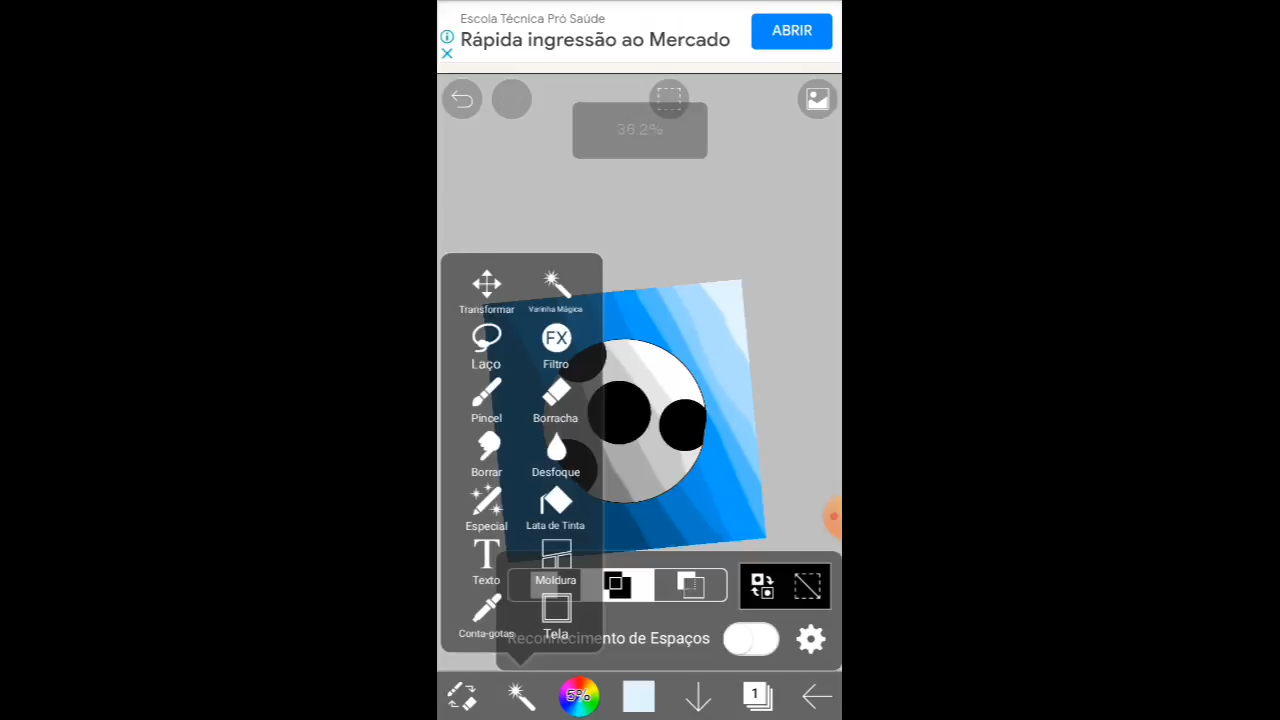 Escola Técnica Pró Saúde
Rápida ingressão ao Mercado
ABRIR
36.2%
Transformar
Varinha Mágica
Laço
FX
Filtro
Pincel
Borracha
Borrar
Desfoque
Especial
Lata de Tinta
T
Texto
Moldura
Conta-gotas
Tela
Reconhecimento de Espaços
5%
1